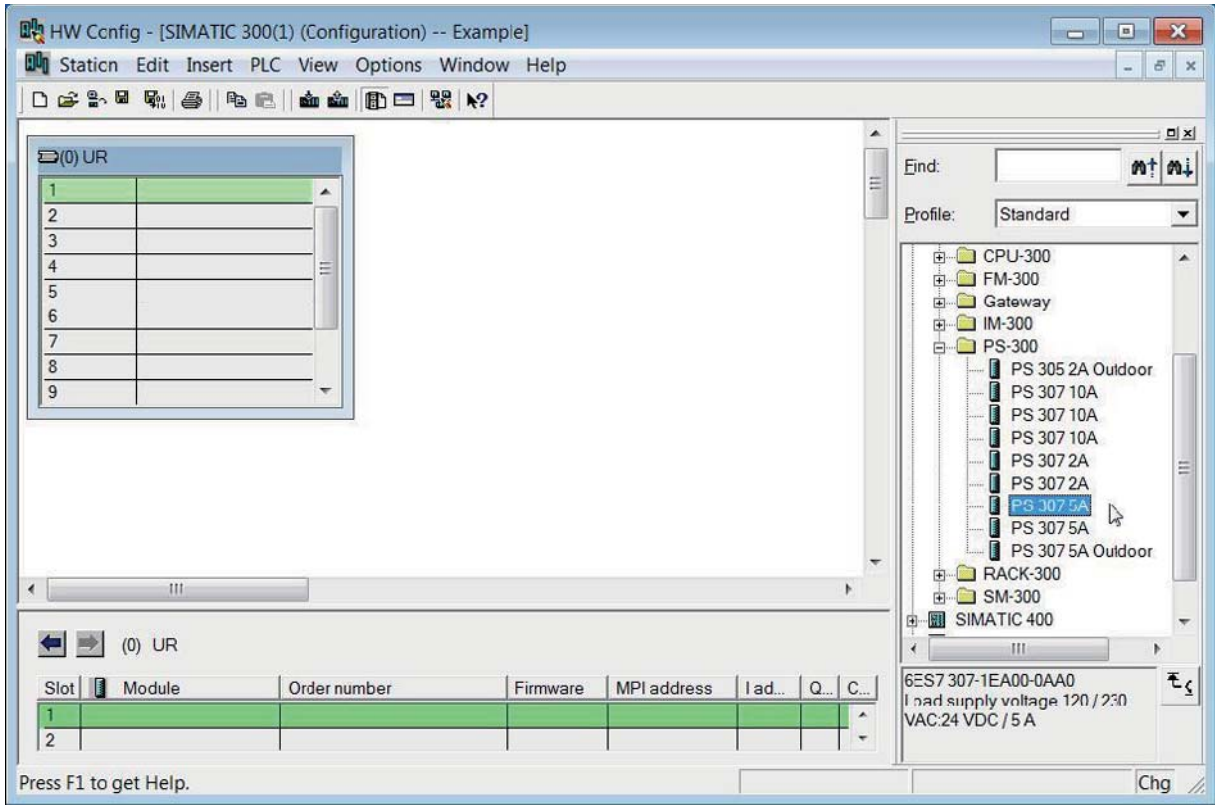 HW Ccnfig - [SIMATIC 300(1) (Configuration) -- Example]
Station Edit Insert PLC View Options Window Help
(0) UR
1
2
3
4
5
6
7
8
9
Find:
Profile: Standard
CPU-300
FM-300
Gateway
IM-300
PS-300
PS 305 2A Ouldoor
PS 307 10A
PS 307 10A
PS 307 10A
PS 307 2A
PS 307 2A
PS 307 5A
PS 307 5A
PS 307 5A Ouldoor
RACK-300
SM-300
SIMATIC 400
6ES7 307-1EA00-0AA0
Load supply voltage 120 / 230
VAC:24 VDC / 5 A
(0) UR
Slot Module Order number Firmware MPI address I ad... Q... C...
1
2
Press F1 to get Help.
Chg